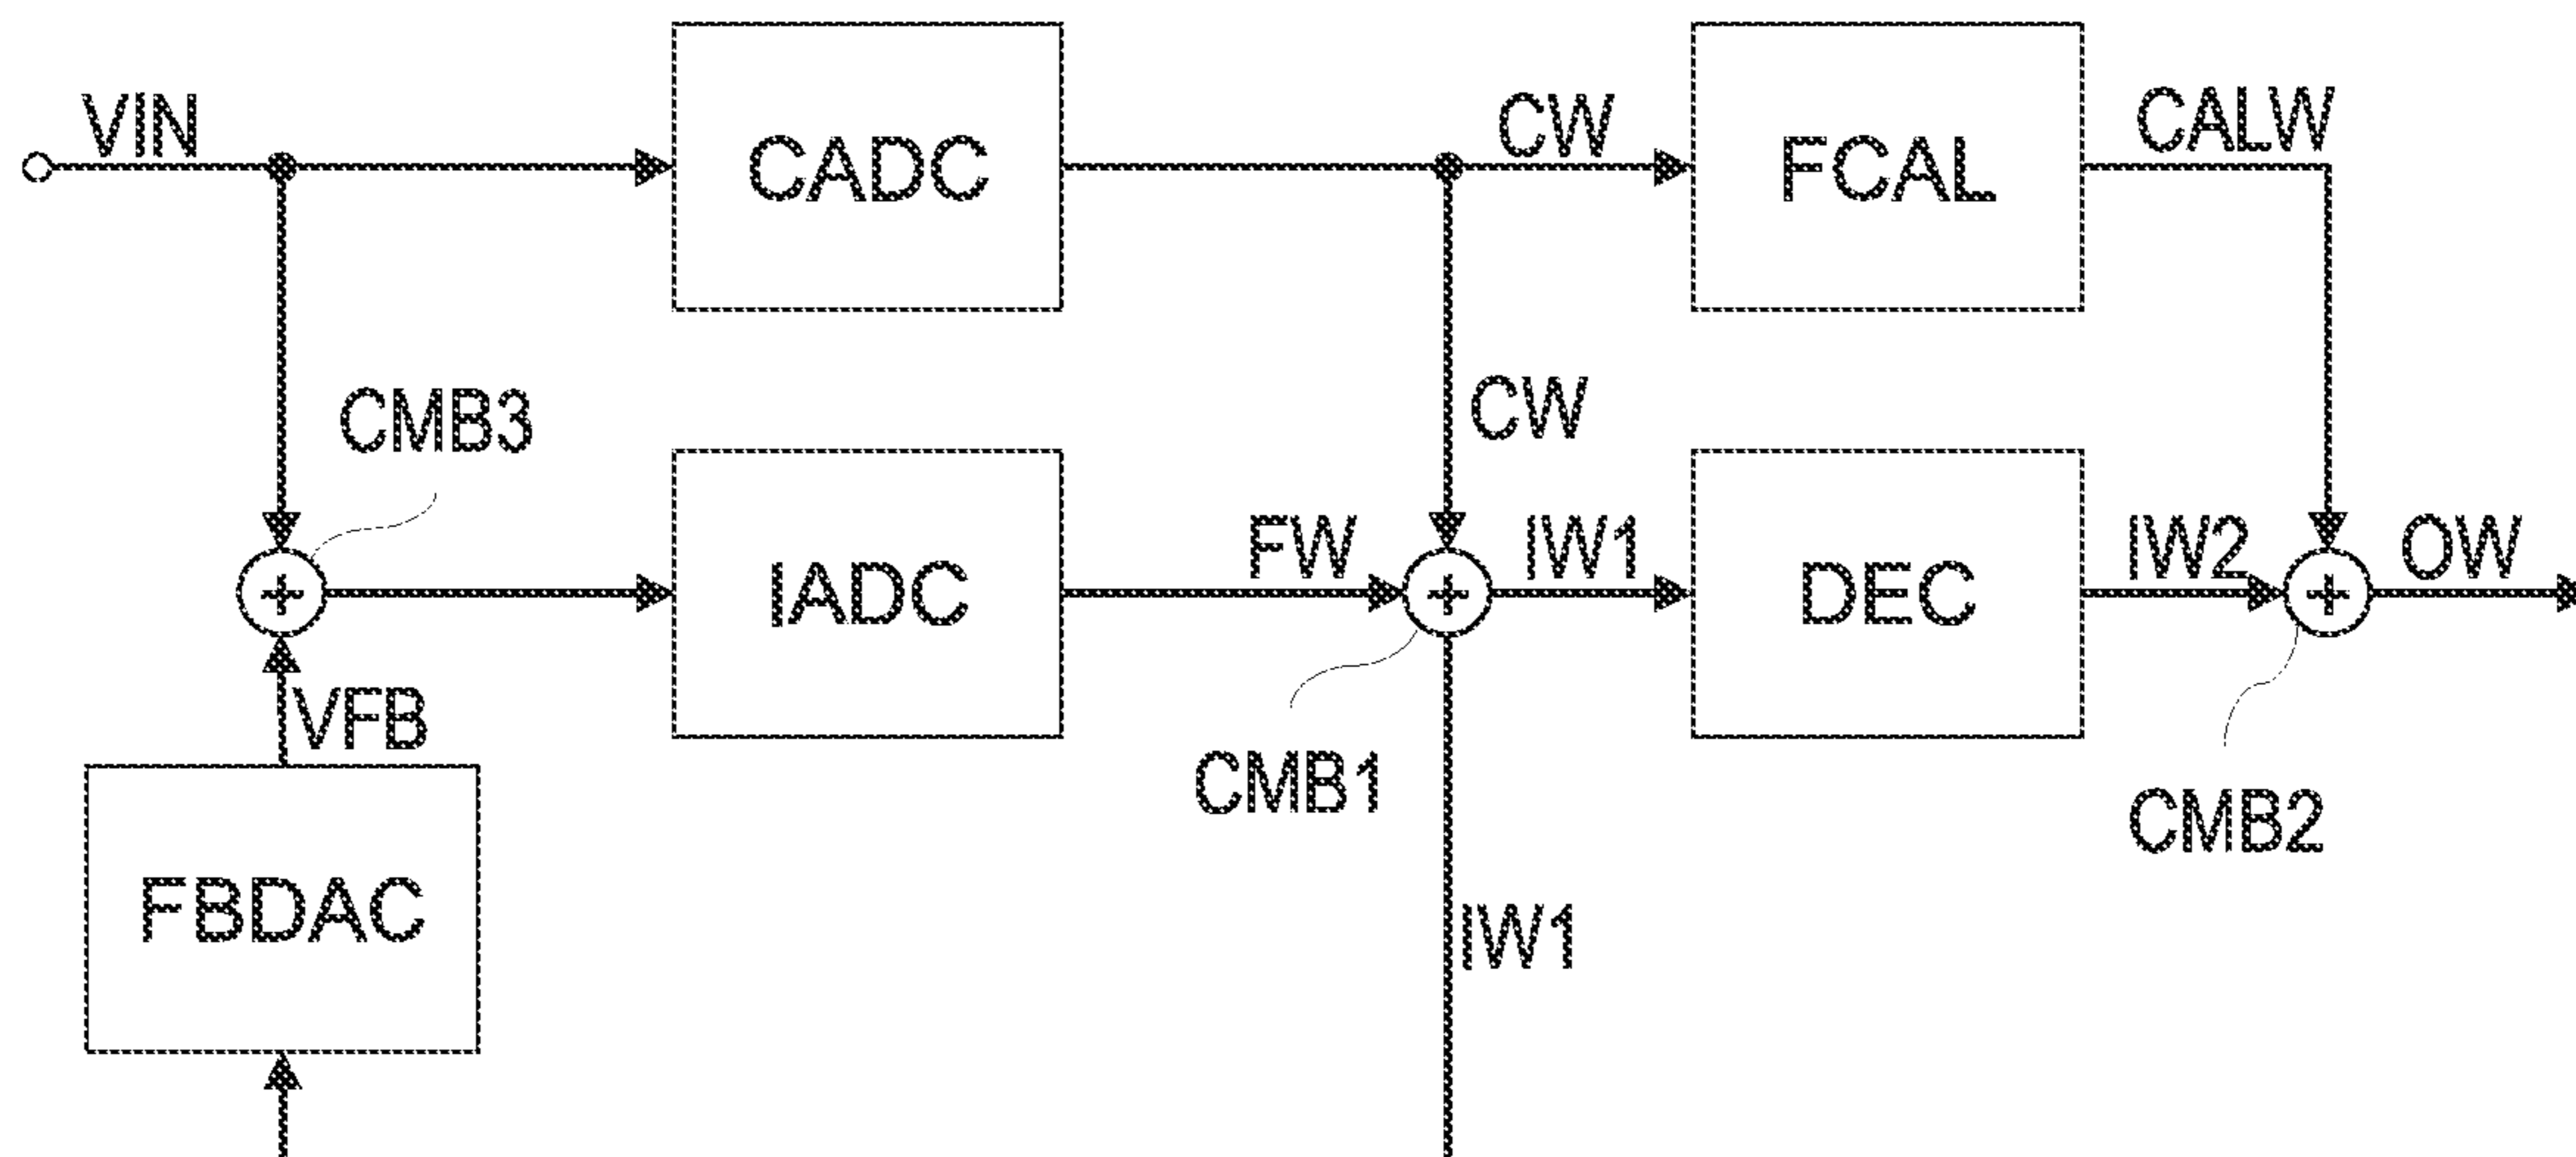 VIN
CADC
CW
FCAL
CALW
CMB3
CW
IADC
FW
IW1
DEC
IW2
OW
VFB
CMB1
CMB2
FBDAC
IW1